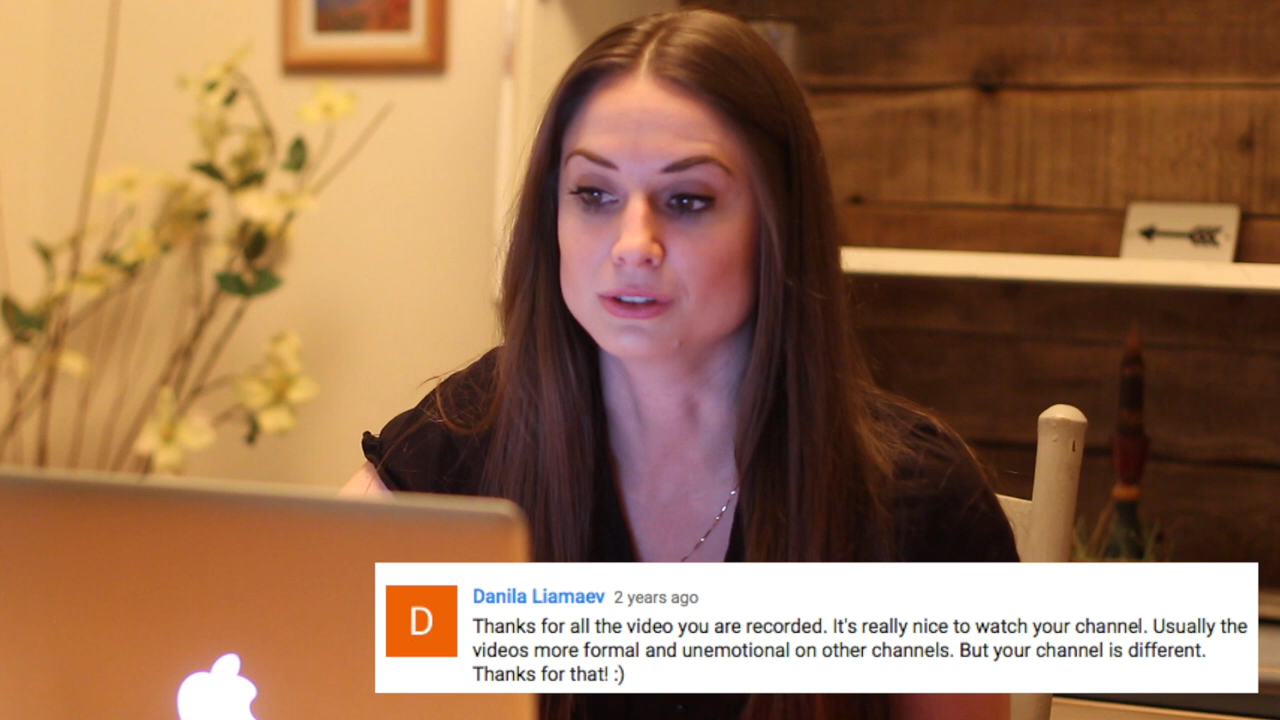 D
Danila Liamaev 2 years ago
Thanks for all the video you are recorded. It's really nice to watch your channel. Usually the
videos more formal and unemotional on other channels. But your channel is different.
Thanks for that! :)